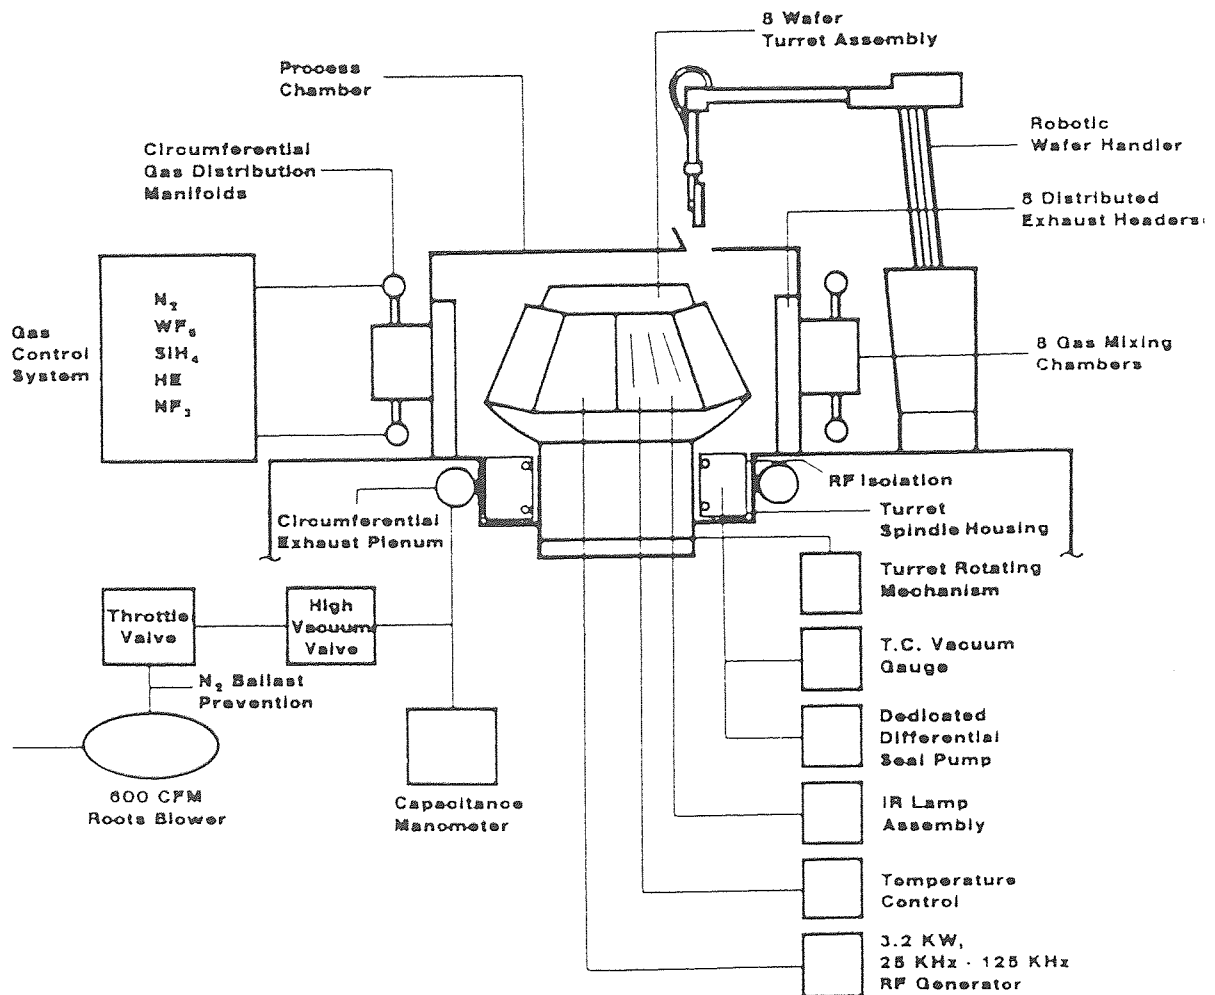 8 Wafer
Turret Assembly
Process
Chamber
Robotic
Wafer Handler
Circumferential
Gas Distribution
Manifolds
8 Distributed
Exhaust Headers
Gas
Control
System
N₂
WF₆
SIH₄
HE
NF₃
8 Gas Mixing
Chambers
RF Isolation
Circumferential
Exhaust Plenum
Turret
Spindle Housing
Turret Rotating
Mechanism
Throttle
Valve
High
Vacuum
Valve
T.C. Vacuum
Gauge
N₂ Ballast
Prevention
Dedicated
Differential
Seal Pump
600 CFM
Roots Blower
Capacitance
Manometer
IR Lamp
Assembly
Temperature
Control
3.2 KW,
25 KHz - 125 KHz
RF Generator